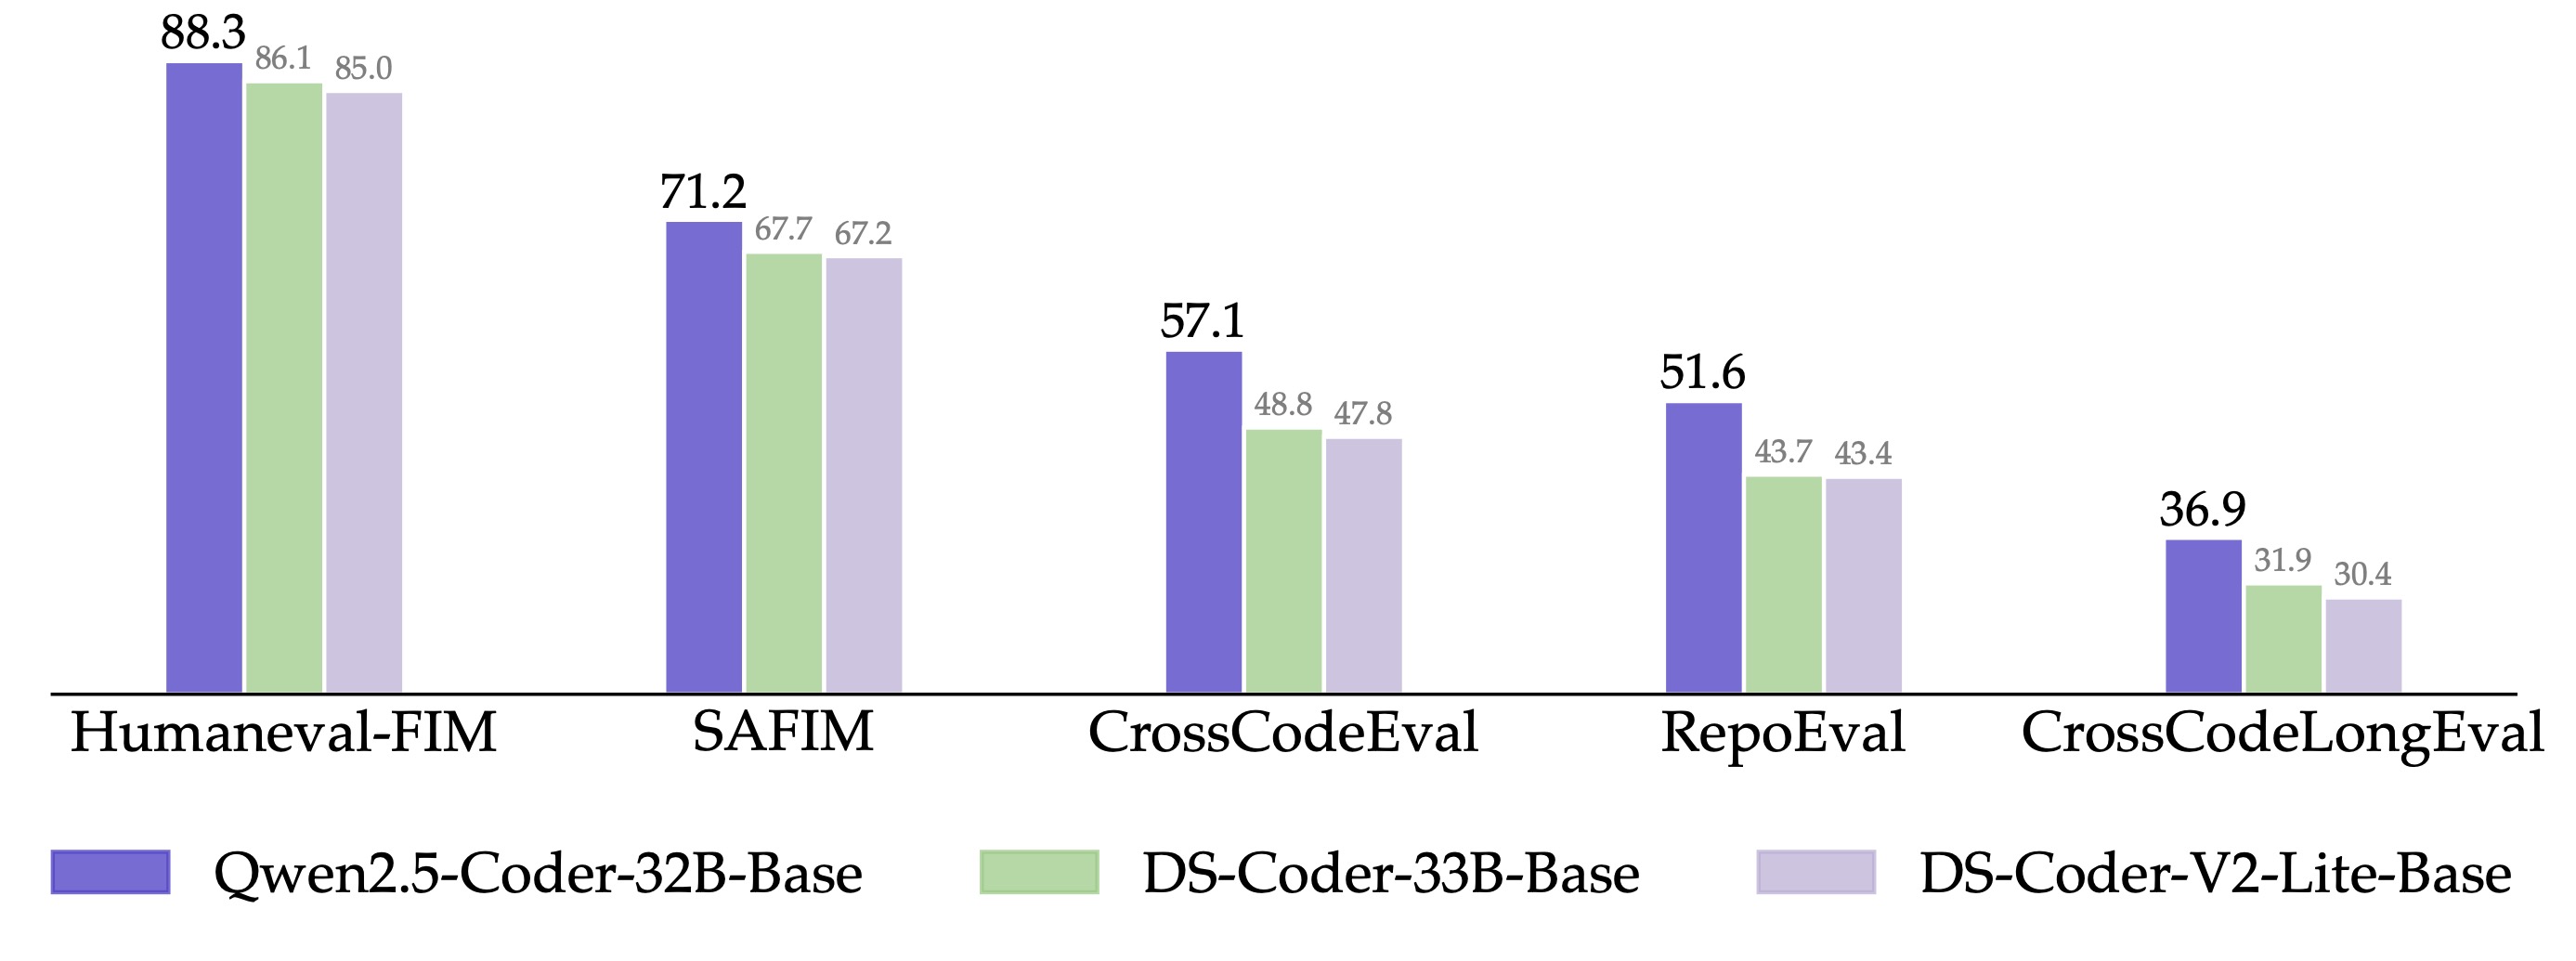 88.3
86.1
85.0
71.2
67.7
67.2
57.1
48.8
47.8
51.6
43.7
43.4
36.9
31.9
30.4
Humaneval-FIM
SAFIM
CrossCodeEval
RepoEval
CrossCodeLongEval
Qwen2.5-Coder-32B-Base
DS-Coder-33B-Base
DS-Coder-V2-Lite-Base